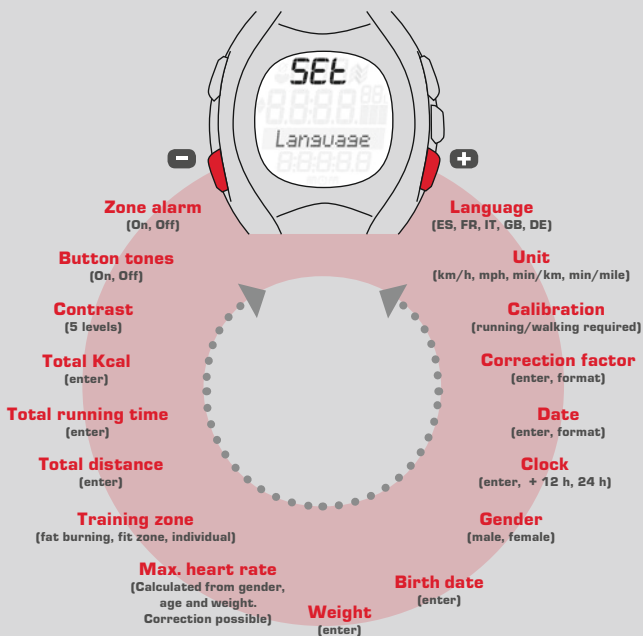 SEt
Language
-
+
Language
(ES, FR, IT, GB, DE)
Unit
(km/h, mph, min/km, min/mile)
Calibration
(running/walking required)
Correction factor
(enter, format)
Date
(enter, format)
Clock
(enter, + 12 h, 24 h)
Gender
(male, female)
Birth date
(enter)
Weight
(enter)
Max. heart rate
(Calculated from gender,
age and weight.
Correction possible)
Training zone
(fat burning, fit zone, individual)
Total distance
(enter)
Total running time
(enter)
Total Kcal
(enter)
Contrast
(5 levels)
Button tones
(On, Off)
Zone alarm
(On, Off)